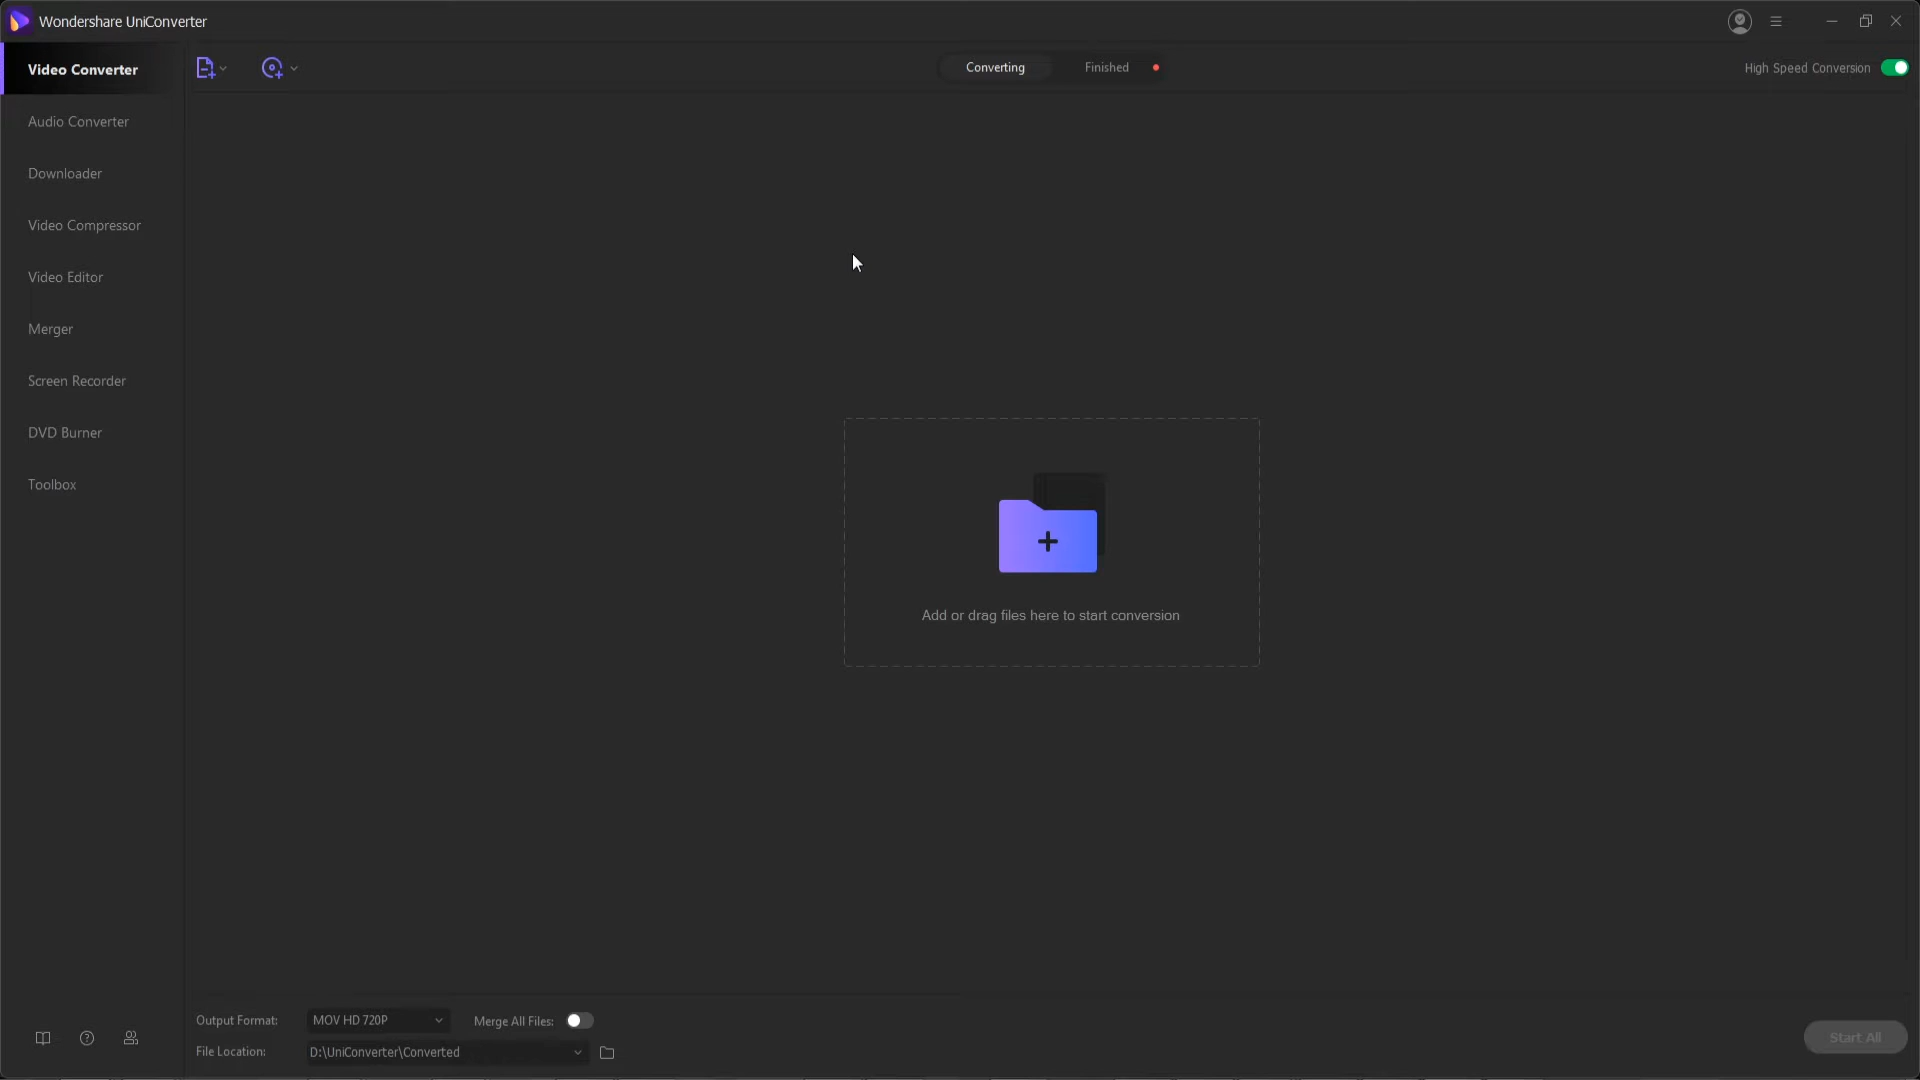 Wondershare UniConverter
Video Converter
Converting
Finished
High Speed Conversion
Audio Converter
Downloader
Video Compressor
Video Editor
Merger
Screen Recorder
DVD Burner
Toolbox
Add or drag files here to start conversion
Output Format:
MOV HD 720P
Merge All Files:
File Location:
D:\UniConverter\Converted
Start All